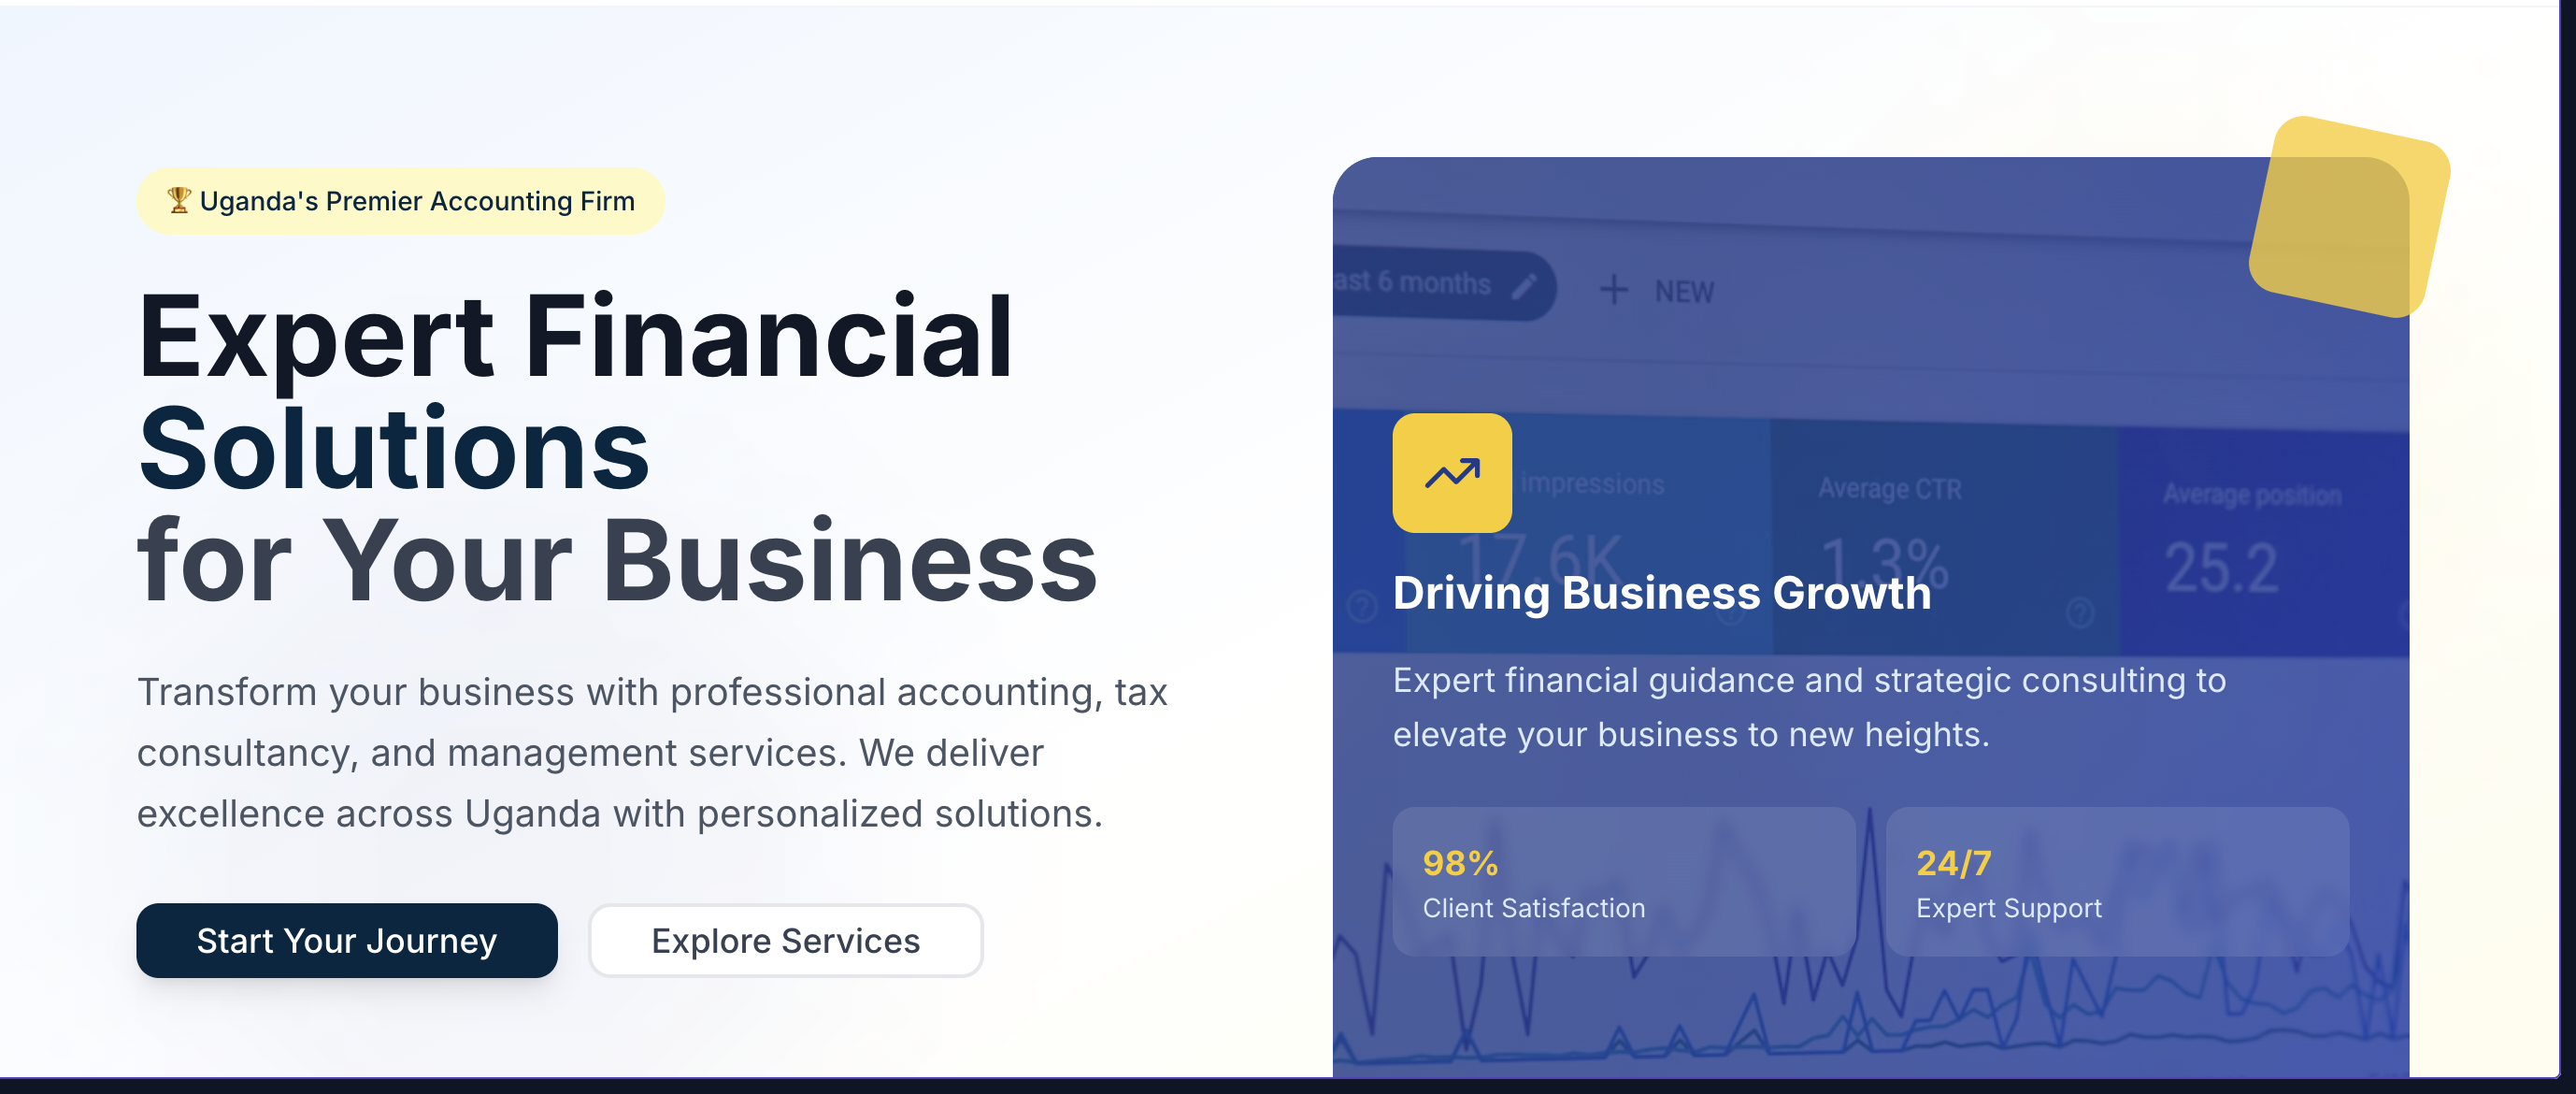 🏆 Uganda's Premier Accounting Firm
Expert Financial
Solutions
for Your Business
Transform your business with professional accounting, tax
consultancy, and management services. We deliver
excellence across Uganda with personalized solutions.
Start Your Journey
Explore Services
ast 6 months
NEW
impressions
17.6K
Average CTR
1.3%
Average position
25.2
Driving Business Growth
Expert financial guidance and strategic consulting to
elevate your business to new heights.
98%
Client Satisfaction
24/7
Expert Support